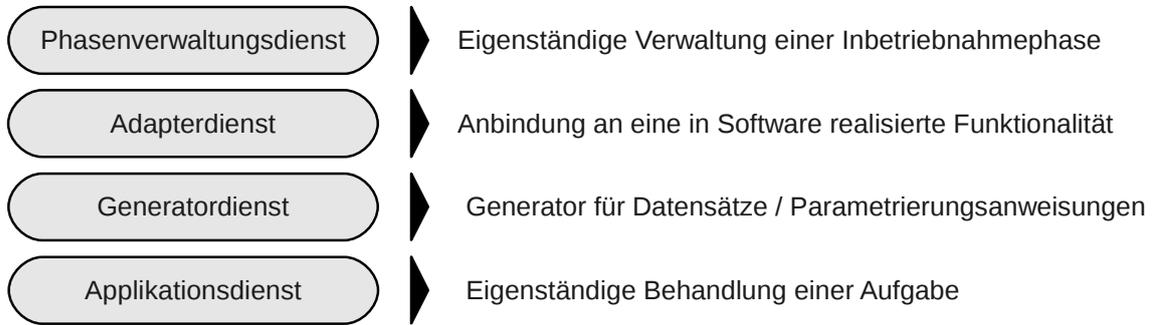 Phasenverwaltungsdienst Eigenständige Verwaltung einer Inbetriebnahmephase
Adapterdienst Anbindung an eine in Software realisierte Funktionalität
Generatordienst Generator für Datensätze / Parametrierungsanweisungen
Applikationsdienst Eigenständige Behandlung einer Aufgabe